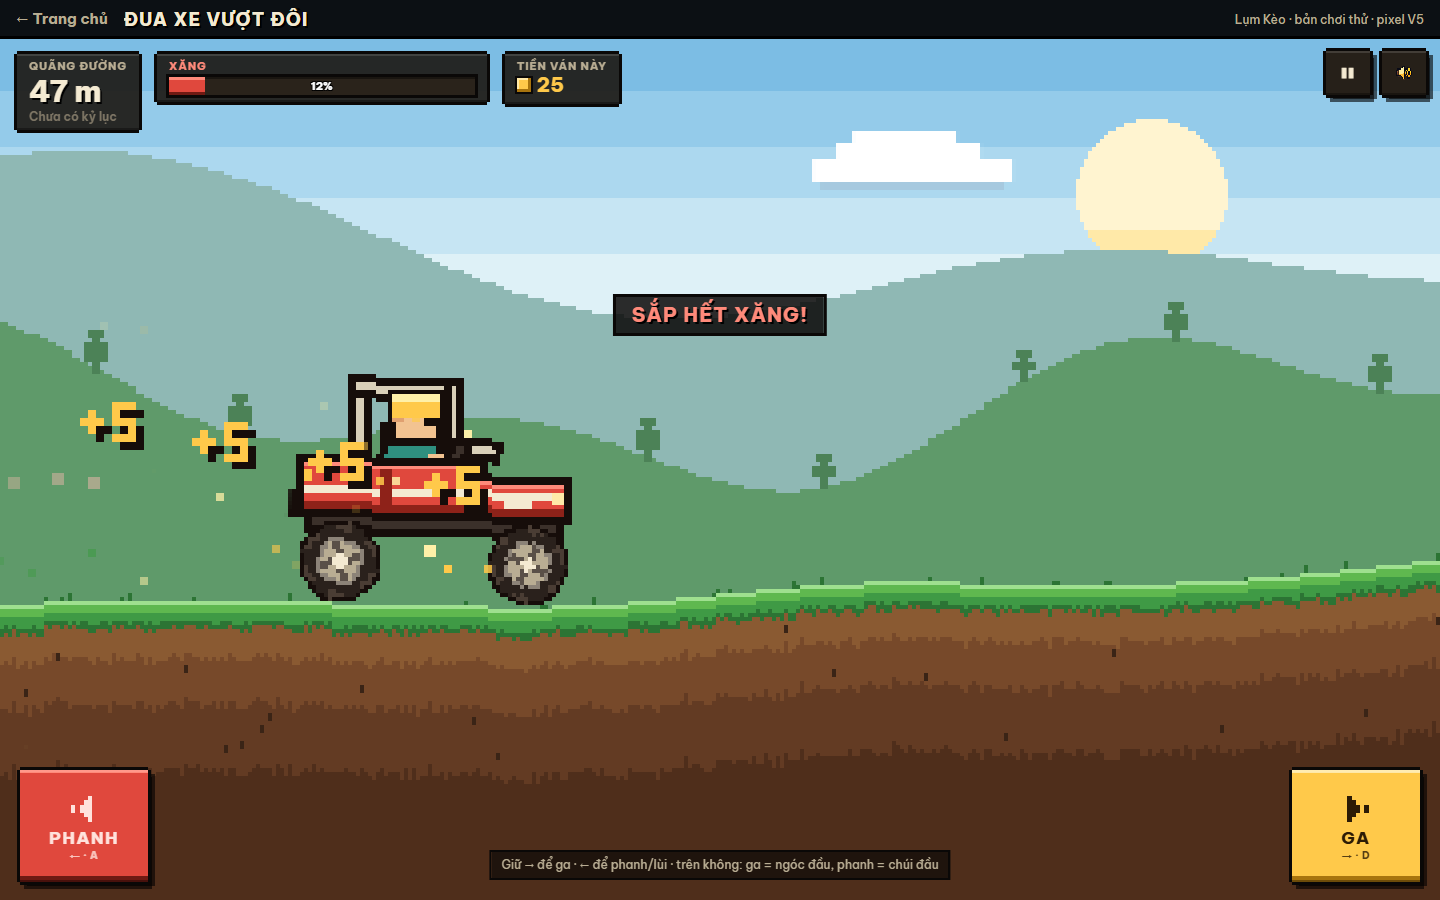 ← Trang chủ ĐUA XE VƯỢT ĐỒI
Lụm Kèo · bản chơi thử · pixel V5
QUÃNG ĐƯỜNG
47 m
Chưa có kỷ lục
XĂNG
12%
TIỀN VÁN NÀY
25
SẮP HẾT XĂNG!
+5
+5
+5
+5
PHANH
← · A
GA
→ · D
Giữ → để ga · ← để phanh/lùi · trên không: ga = ngóc đầu, phanh = chúi đầu